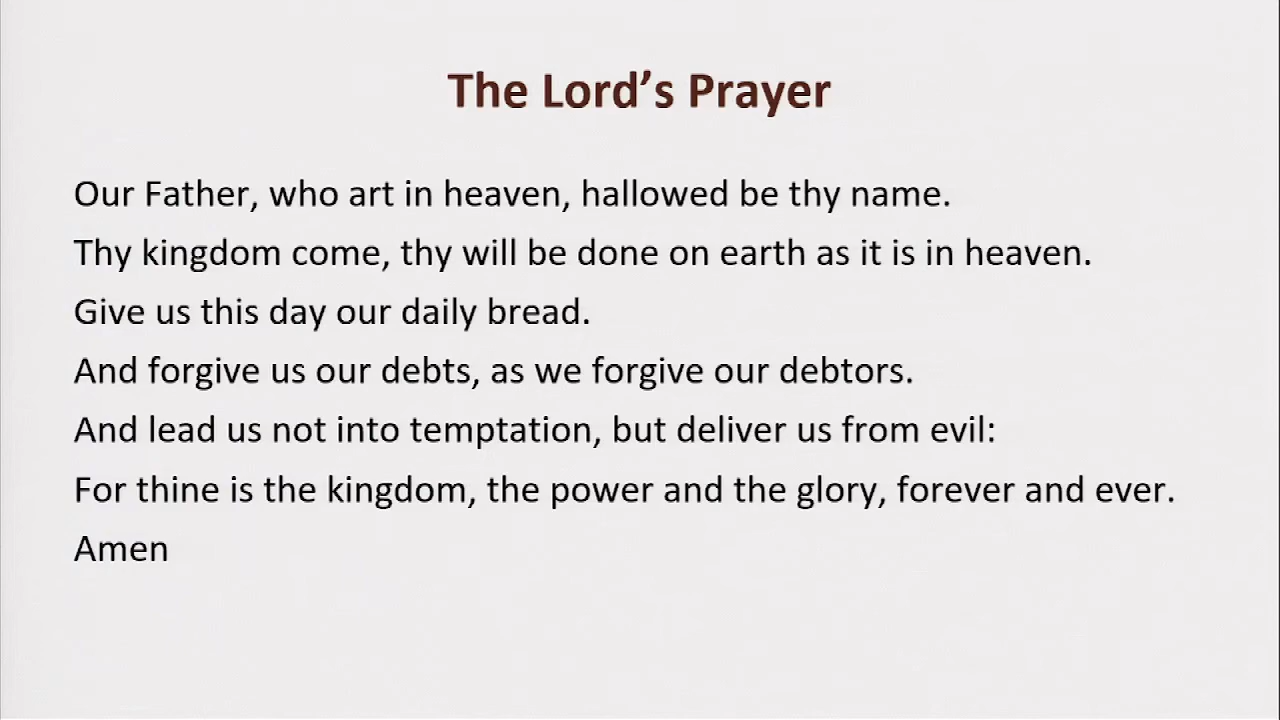 The Lord’s Prayer
Our Father, who art in heaven, hallowed be thy name.
Thy kingdom come, thy will be done on earth as it is in heaven.
Give us this day our daily bread.
And forgive us our debts, as we forgive our debtors.
And lead us not into temptation, but deliver us from evil:
For thine is the kingdom, the power and the glory, forever and ever.
Amen